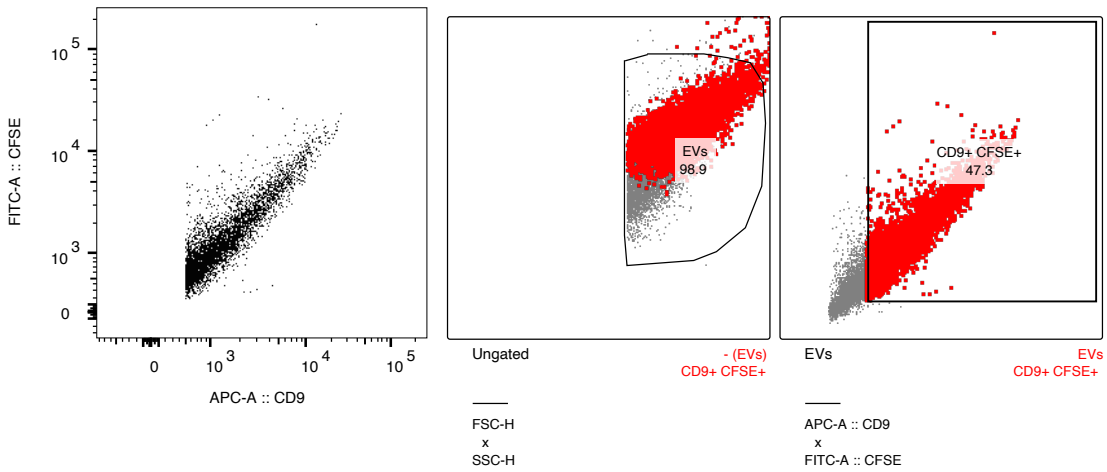 FITC-A :: CFSE
10^5
10^4
10^3
0
0
10^3
10^4
10^5
APC-A :: CD9
EVs
98.9
Ungated
- (EVs)
CD9+ CFSE+
FSC-H
x
SSC-H
CD9+ CFSE+
47.3
EVs
EVs
CD9+ CFSE+
APC-A :: CD9
x
FITC-A :: CFSE